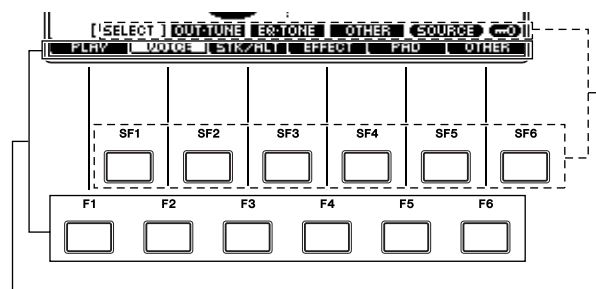 [SELECT] OUT·TUNE EQ·TONE OTHER SOURCE
PLAY VOICE STK/ALT EFFECT PAD OTHER
SF1 SF2 SF3 SF4 SF5 SF6
F1 F2 F3 F4 F5 F6